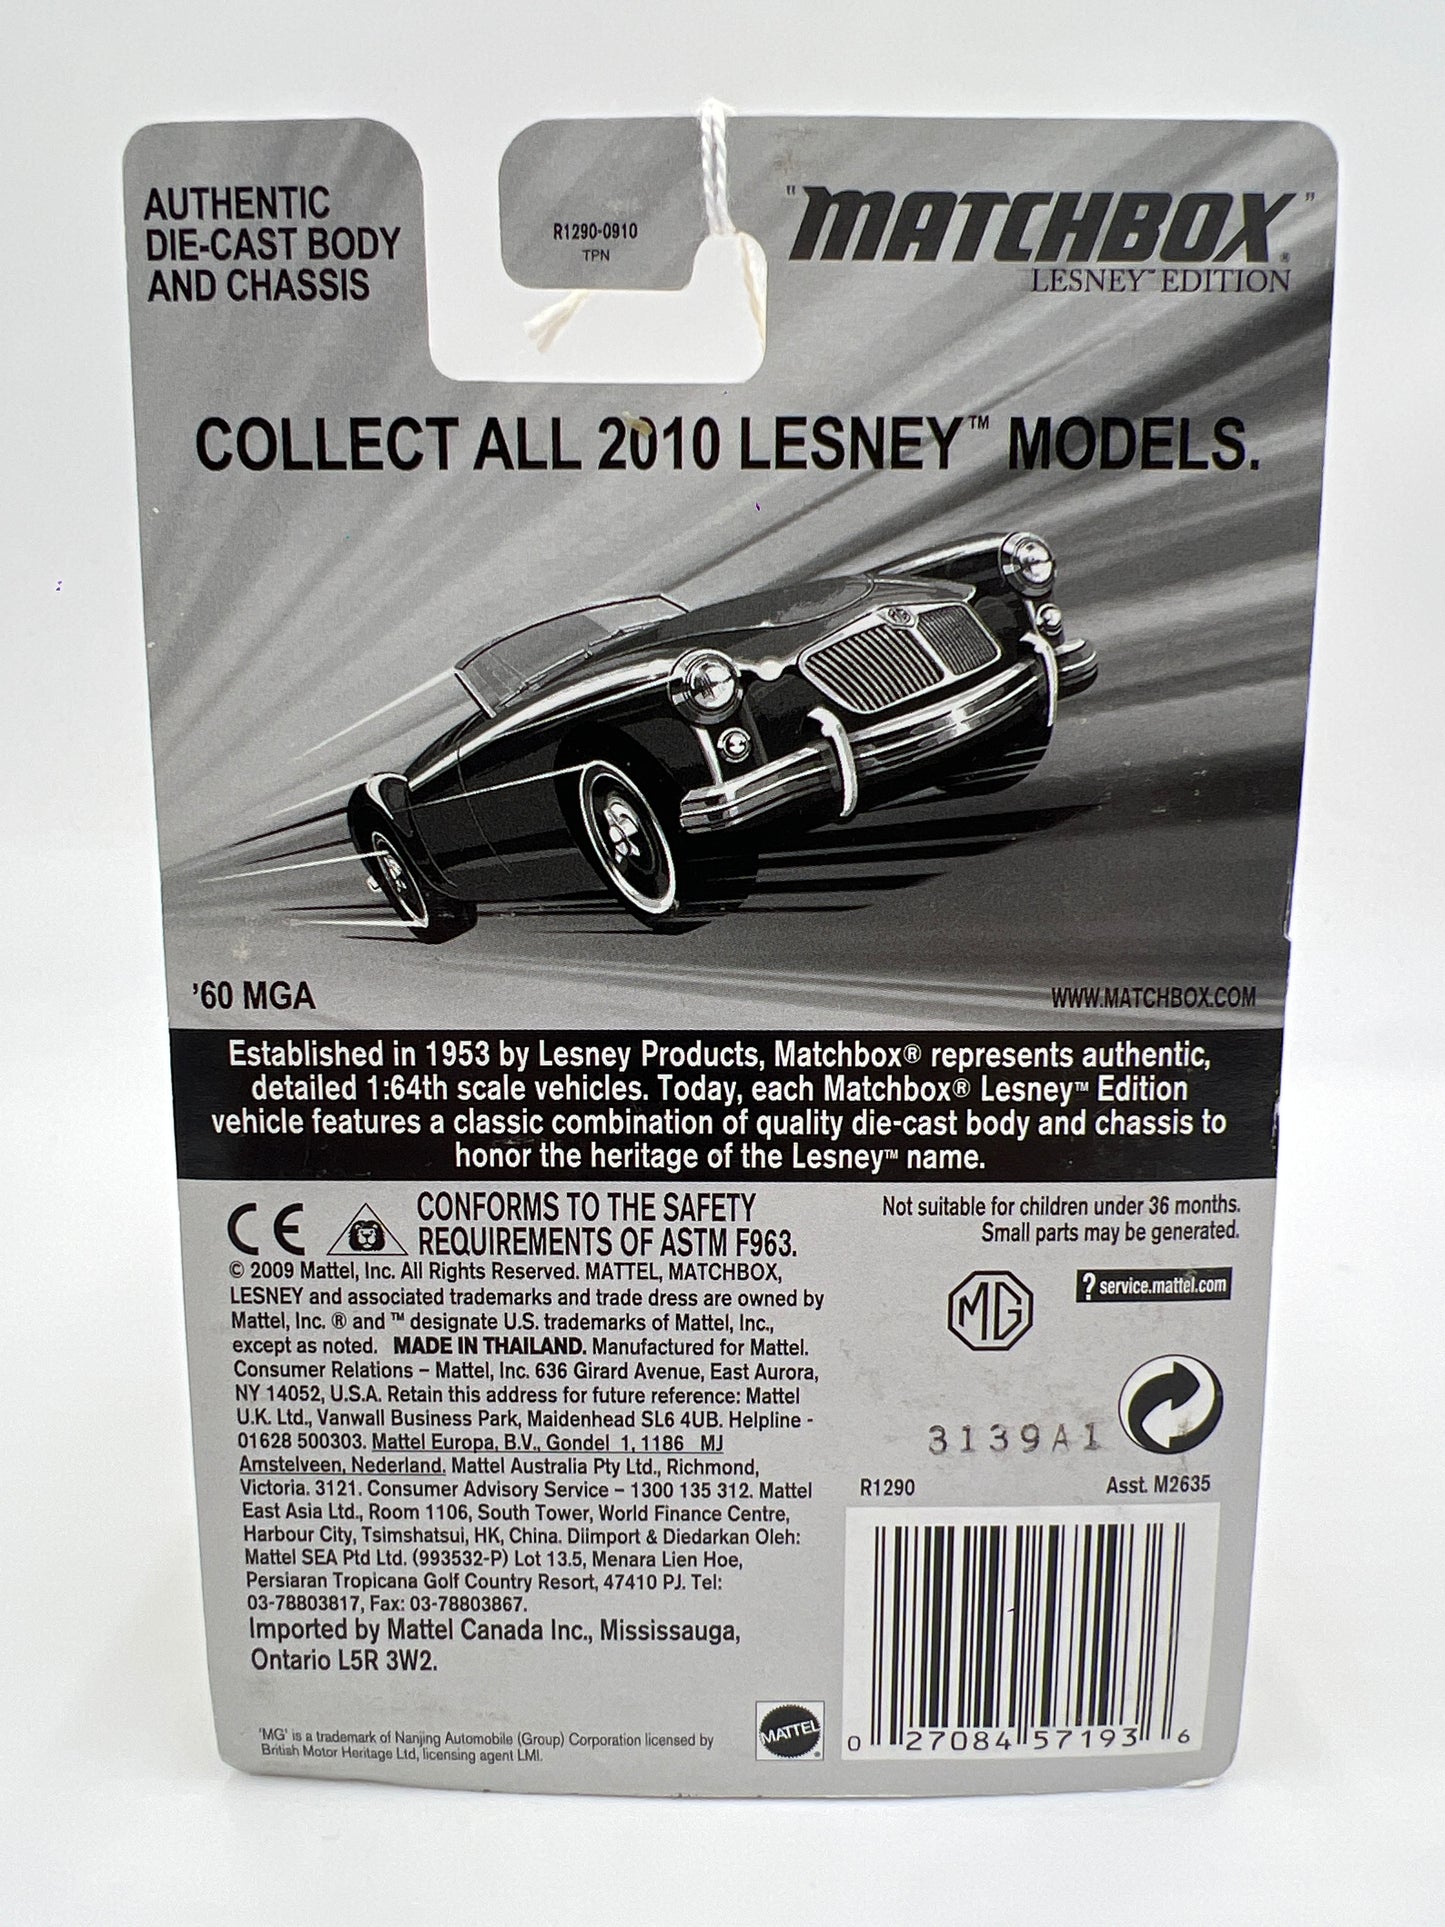 AUTHENTIC
DIE-CAST BODY
AND CHASSIS
R1290-0910
TPN
"MATCHBOX"®
LESNEY™ EDITION
COLLECT ALL 2010 LESNEY™ MODELS.
'60 MGA
WWW.MATCHBOX.COM
Established in 1953 by Lesney Products, Matchbox® represents authentic,
detailed 1:64th scale vehicles. Today, each Matchbox® Lesney™ Edition
vehicle features a classic combination of quality die-cast body and chassis to
honor the heritage of the Lesney™ name.
CE
CONFORMS TO THE SAFETY
REQUIREMENTS OF ASTM F963.
© 2009 Mattel, Inc. All Rights Reserved. MATTEL, MATCHBOX,
LESNEY and associated trademarks and trade dress are owned by
Mattel, Inc. ® and ™ designate U.S. trademarks of Mattel, Inc.,
except as noted. MADE IN THAILAND. Manufactured for Mattel.
Consumer Relations – Mattel, Inc. 636 Girard Avenue, East Aurora,
NY 14052, U.S.A. Retain this address for future reference: Mattel
U.K. Ltd., Vanwall Business Park, Maidenhead SL6 4UB. Helpline -
01628 500303. Mattel Europa, B.V., Gondel 1, 1186 MJ
Amstelveen, Nederland. Mattel Australia Pty Ltd., Richmond,
Victoria. 3121. Consumer Advisory Service – 1300 135 312. Mattel
East Asia Ltd., Room 1106, South Tower, World Finance Centre,
Harbour City, Tsimshatsui, HK, China. Diimport & Diedarkan Oleh:
Mattel SEA Ptd Ltd. (993532-P) Lot 13.5, Menara Lien Hoe,
Persiaran Tropicana Golf Country Resort, 47410 PJ. Tel:
03-78803817, Fax: 03-78803867.
Imported by Mattel Canada Inc., Mississauga,
Ontario L5R 3W2.
'MG' is a trademark of Nanjing Automobile (Group) Corporation licensed by
British Motor Heritage Ltd, licensing agent LMI.
Not suitable for children under 36 months.
Small parts may be generated.
MG
? service.mattel.com
3139A1
R1290
Asst. M2635
MATTEL®
0 27084 57193 6